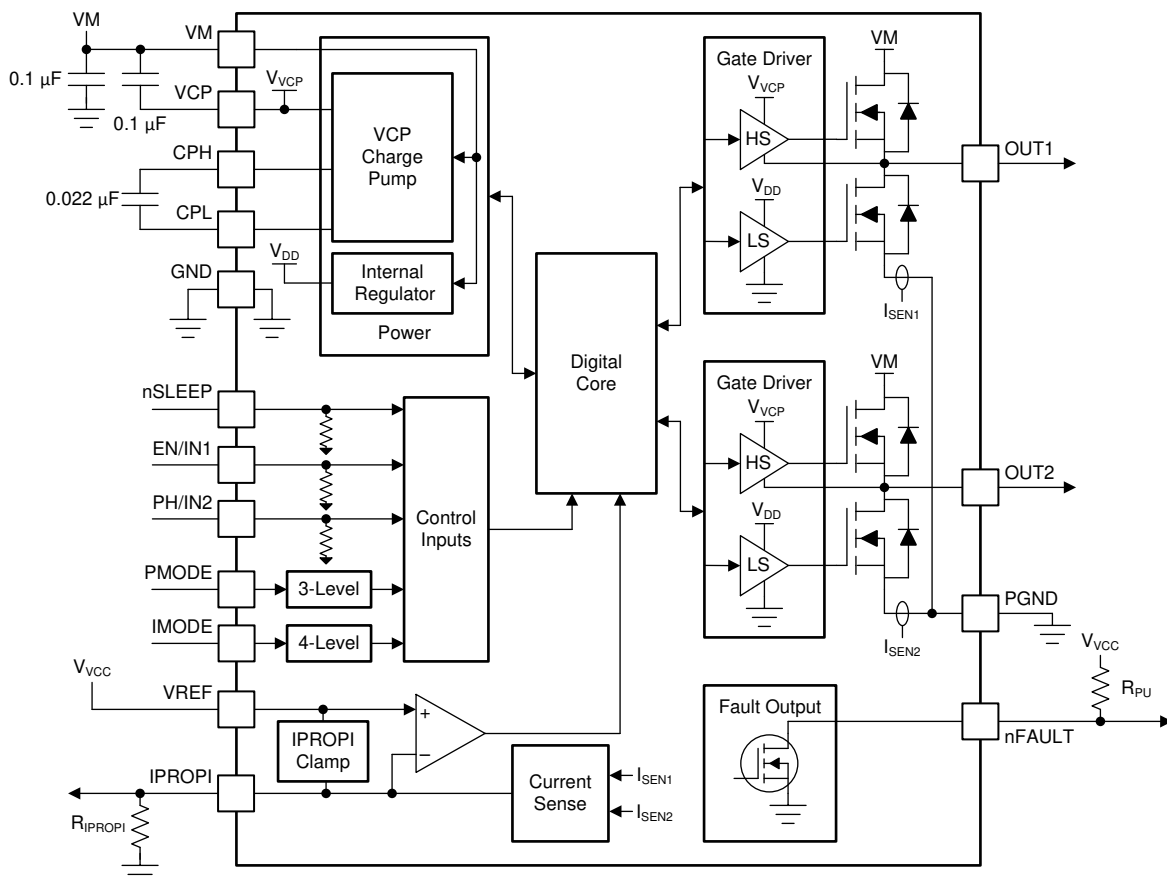 VM
VM
0.1 µF
VCP
0.1 µF
V_VCP
CPH
0.022 µF
CPL
VCP
Charge
Pump
V_DD
GND
Internal
Regulator
Power
nSLEEP
EN/IN1
PH/IN2
PMODE
3-Level
IMODE
4-Level
Control
Inputs
Digital
Core
V_VCC
VREF
IPROPI
Clamp
+
−
IPROPI
R_IPROPI
Current
Sense
I_SEN1
I_SEN2
Gate Driver
V_VCP
HS
V_DD
LS
VM
OUT1
I_SEN1
Gate Driver
V_VCP
HS
V_DD
LS
VM
OUT2
I_SEN2
PGND
V_VCC
R_PU
Fault Output
nFAULT